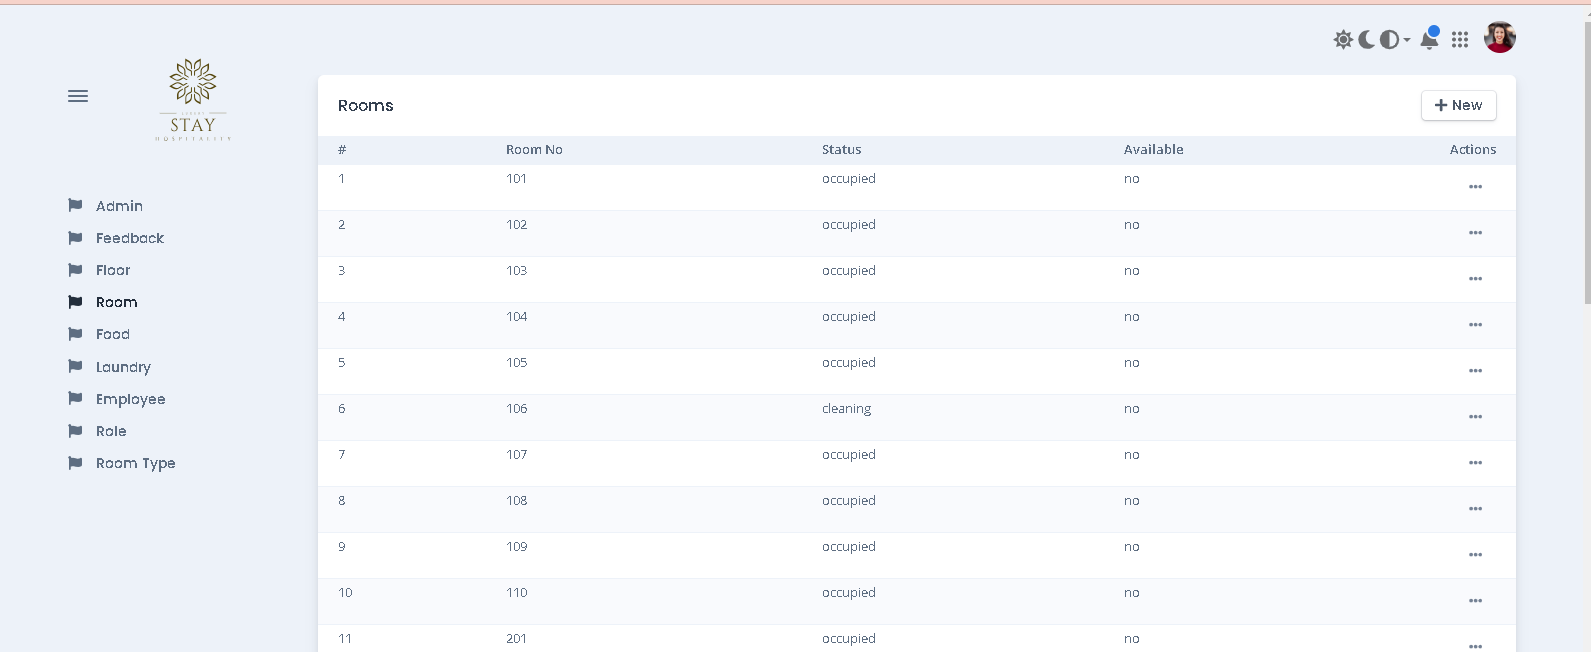 LUXURY
STAY
HOSPITALITY
Admin
Feedback
Floor
Room
Food
Laundry
Employee
Role
Room Type
Rooms
New
# Room No Status Available Actions
1 101 occupied no
2 102 occupied no
3 103 occupied no
4 104 occupied no
5 105 occupied no
6 106 cleaning no
7 107 occupied no
8 108 occupied no
9 109 occupied no
10 110 occupied no
11 201 occupied no